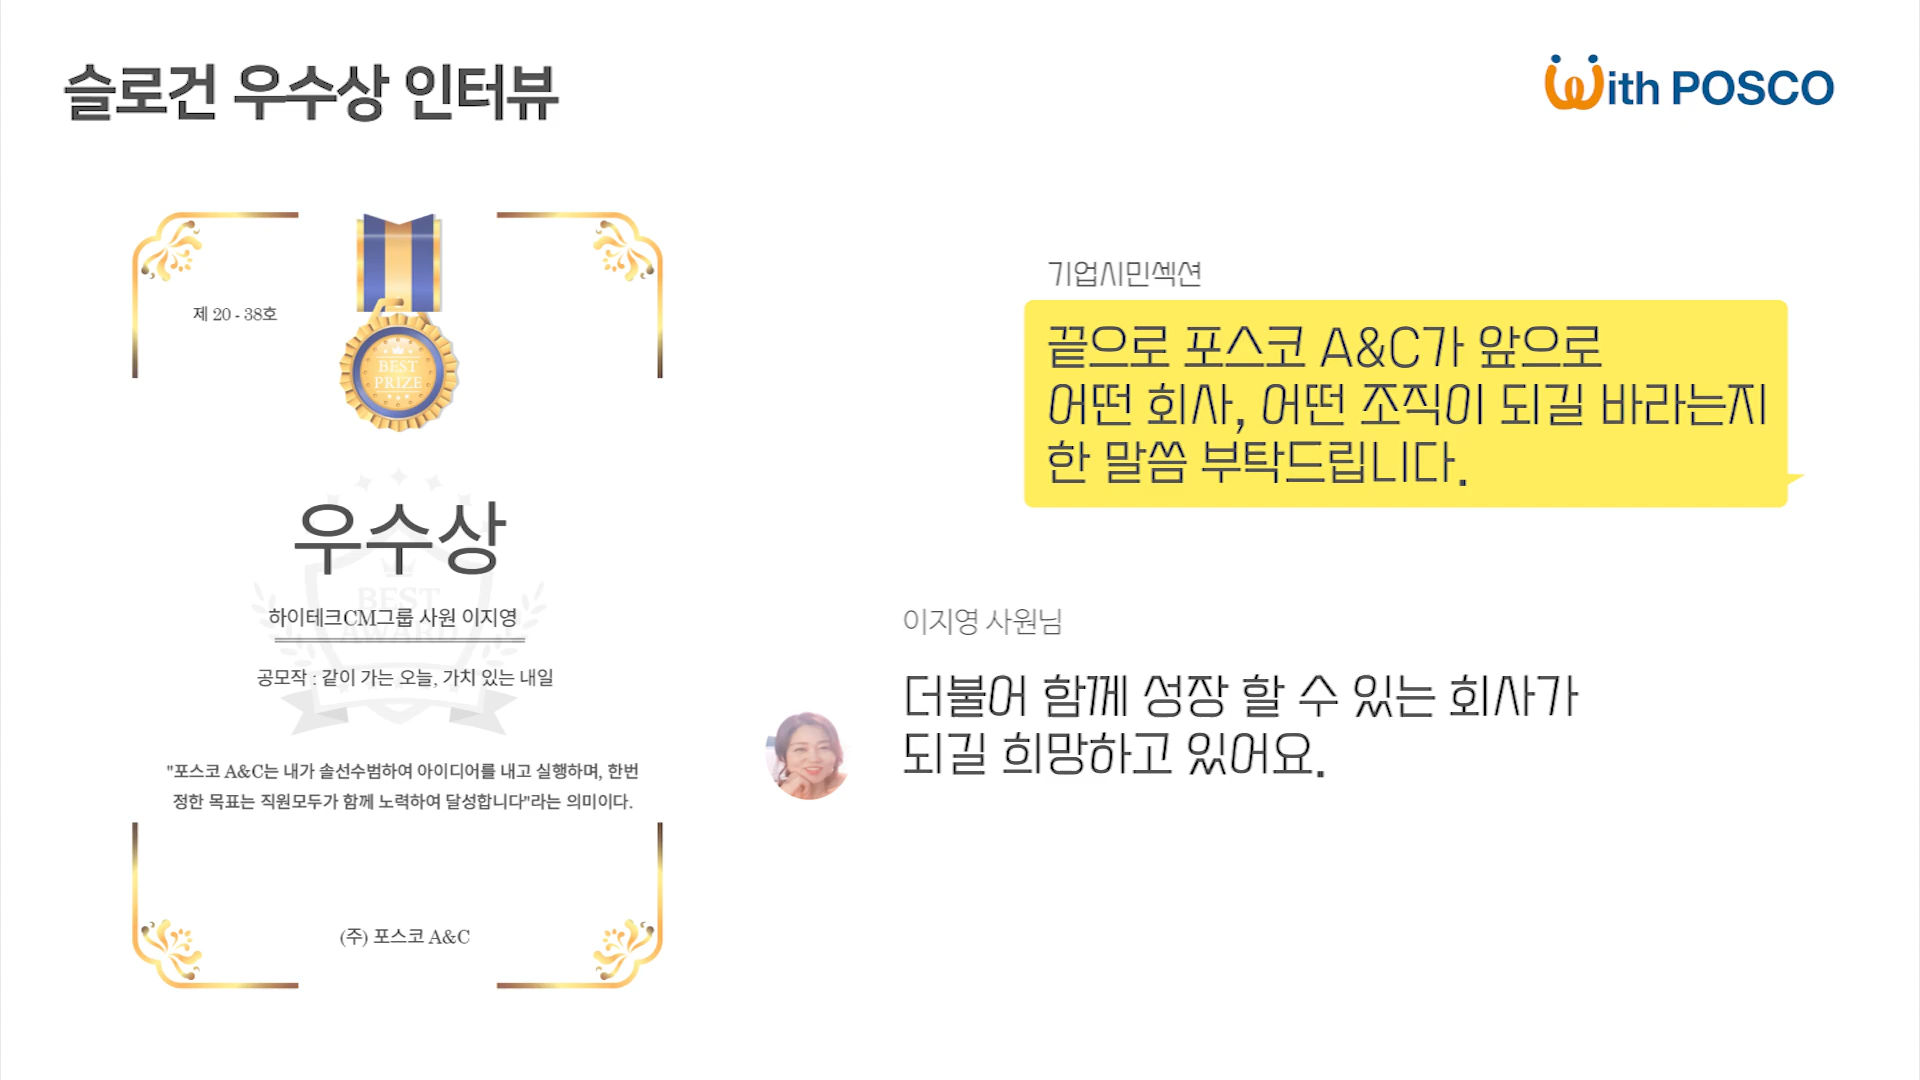 슬로건 우수상 인터뷰
With POSCO
제 20 - 38호
BEST
PRIZE
우수상
BEST
AWARD
하이테크CM그룹 사원 이지영
공모작 : 같이 가는 오늘, 가치 있는 내일
"포스코 A&C는 내가 솔선수범하여 아이디어를 내고 실행하며, 한번
정한 목표는 직원모두가 함께 노력하여 달성합니다"라는 의미이다.
(주) 포스코 A&C
기업시민섹션
끝으로 포스코 A&C가 앞으로
어떤 회사, 어떤 조직이 되길 바라는지
한 말씀 부탁드립니다.
이지영 사원님
더불어 함께 성장 할 수 있는 회사가
되길 희망하고 있어요.